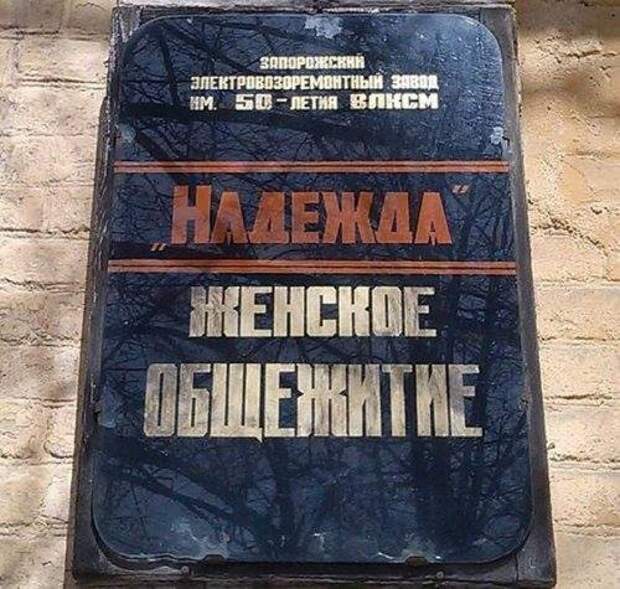 ЗАПОРОЖСКИЙ
ЭЛЕКТРОВОЗОРЕМОНТНЫЙ ЗАВОД
ИМ. 50-ЛЕТИЯ ВЛКСМ
„НАДЕЖДА"
ЖЕНСКОЕ
ОБЩЕЖИТИЕ